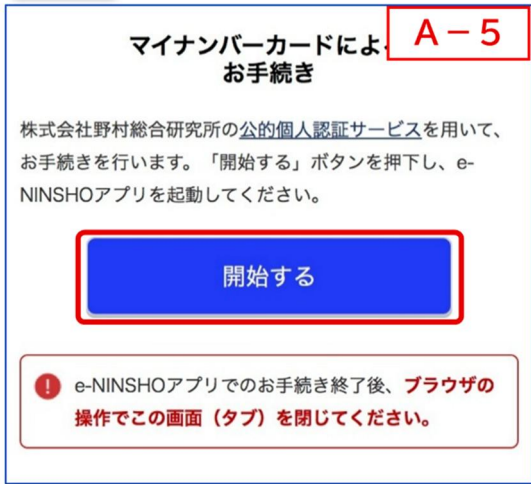 マイナンバーカードによ
A－5
お手続き
株式会社野村総合研究所の公的個人認証サービスを用いて、
お手続きを行います。「開始する」ボタンを押下し、e-
NINSHOアプリを起動してください。
開始する
e-NINSHOアプリでのお手続き終了後、ブラウザの
操作でこの画面（タブ）を閉じてください。